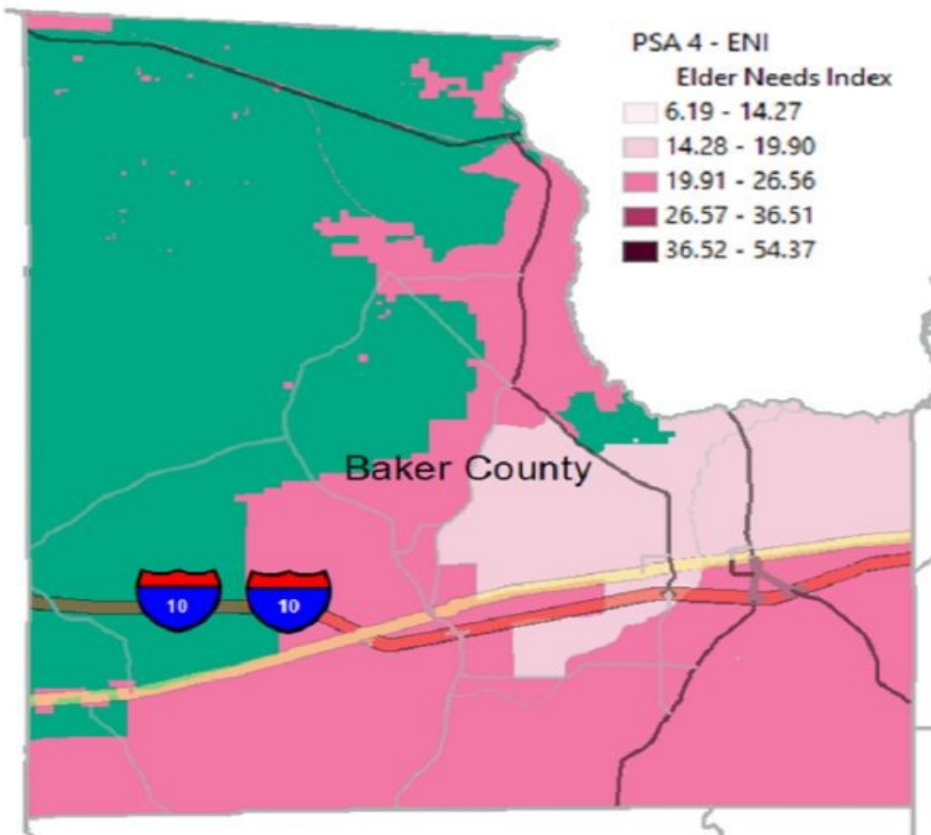 PSA 4 - ENI
Elder Needs Index
6.19 - 14.27
14.28 - 19.90
19.91 - 26.56
26.57 - 36.51
36.52 - 54.37
Baker County
10
10